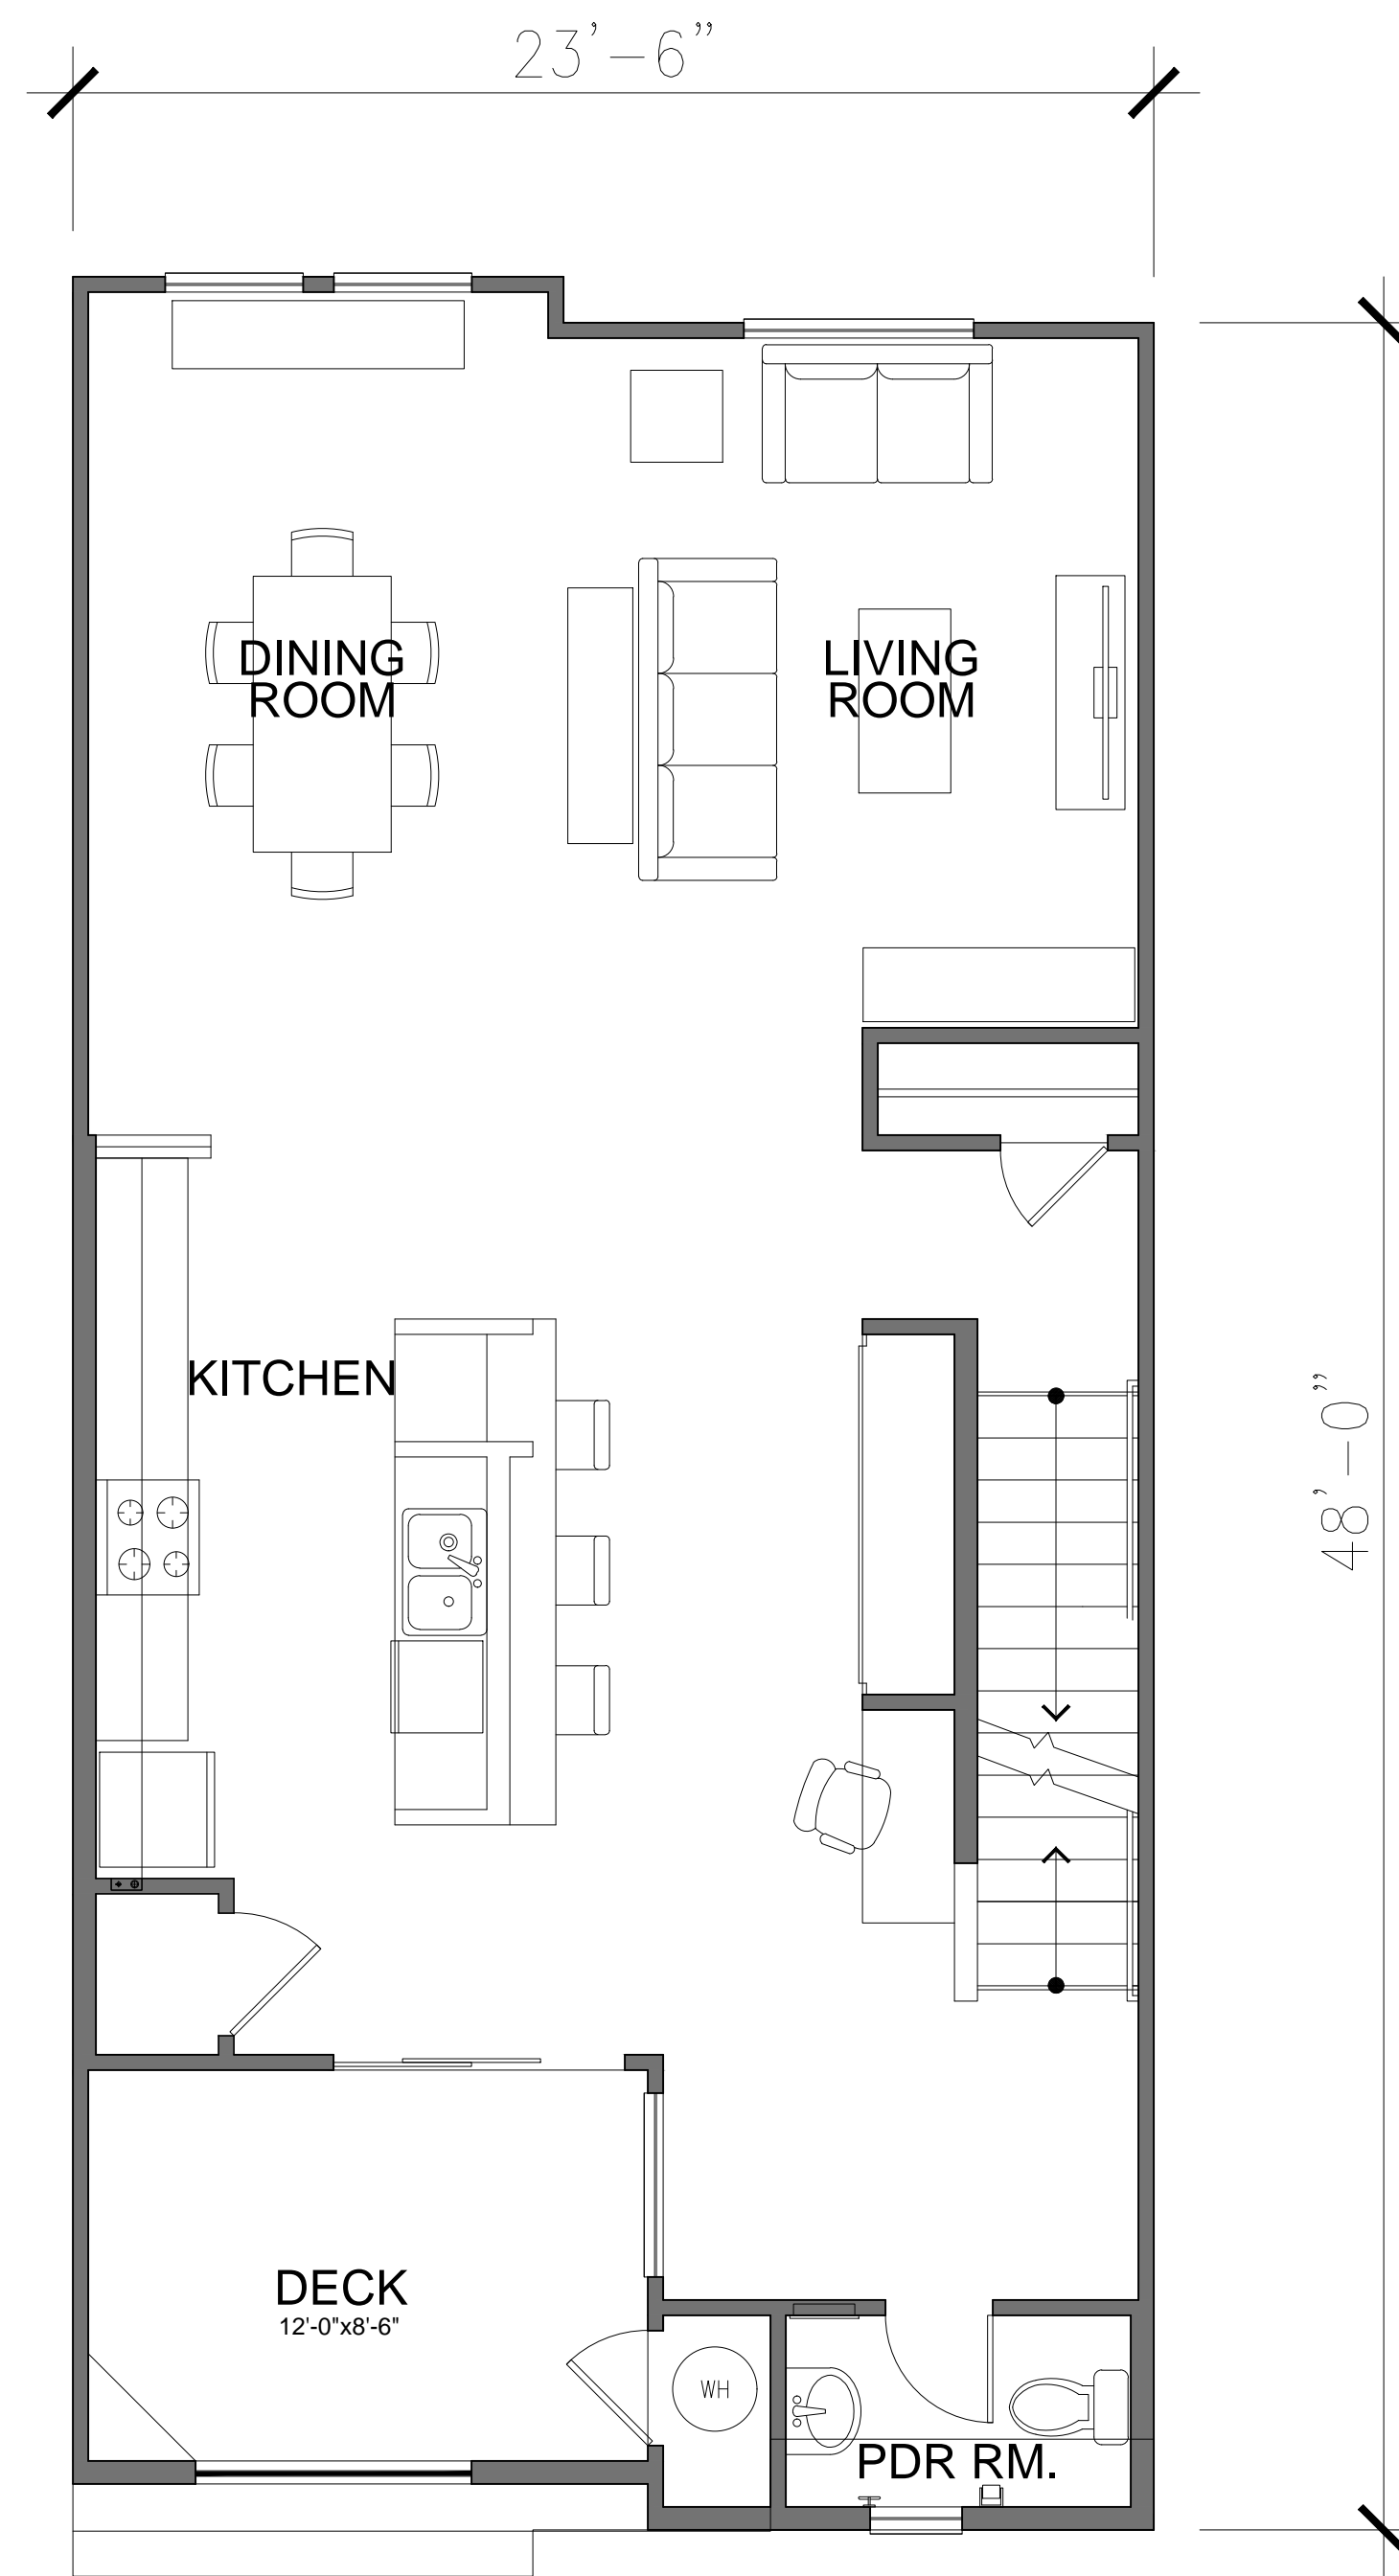 23'-6"
DINING
ROOM
LIVING
ROOM
KITCHEN
48'-0"
DECK
12'-0"x8'-6"
WH
PDR RM.